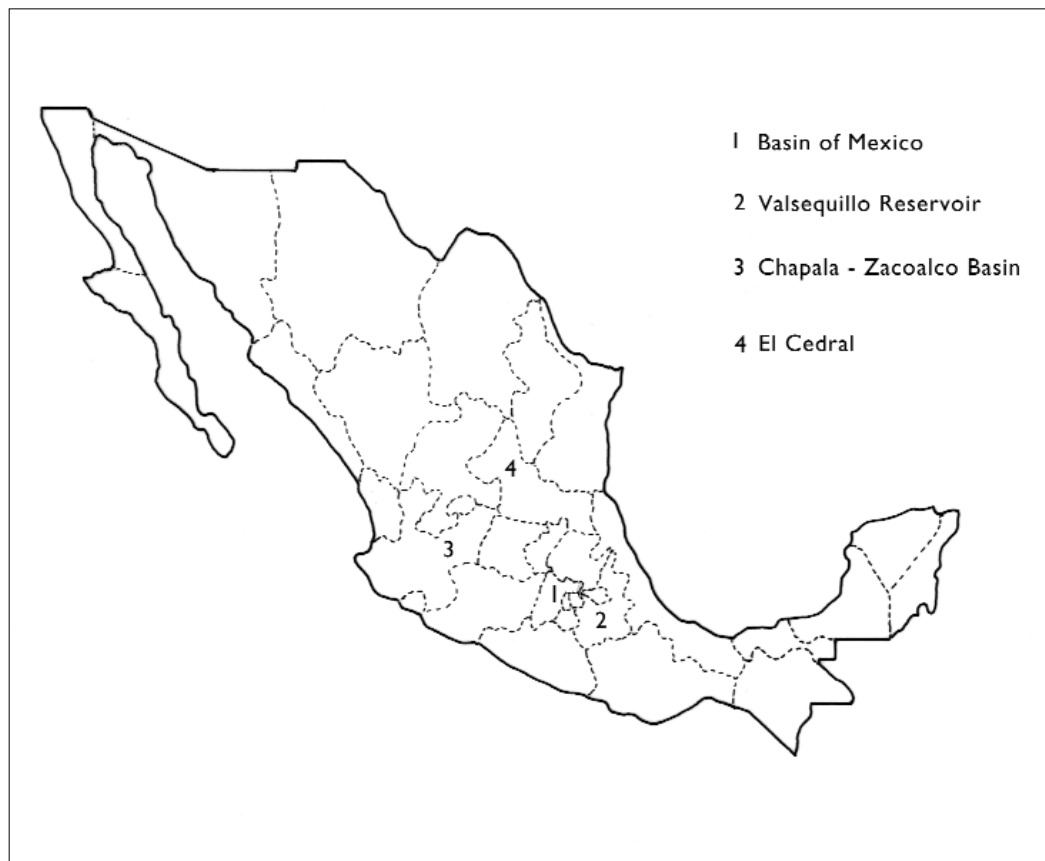 1 Basin of Mexico
2 Valsequillo Reservoir
3 Chapala - Zacoalco Basin
4 El Cedral
4
3
1
2